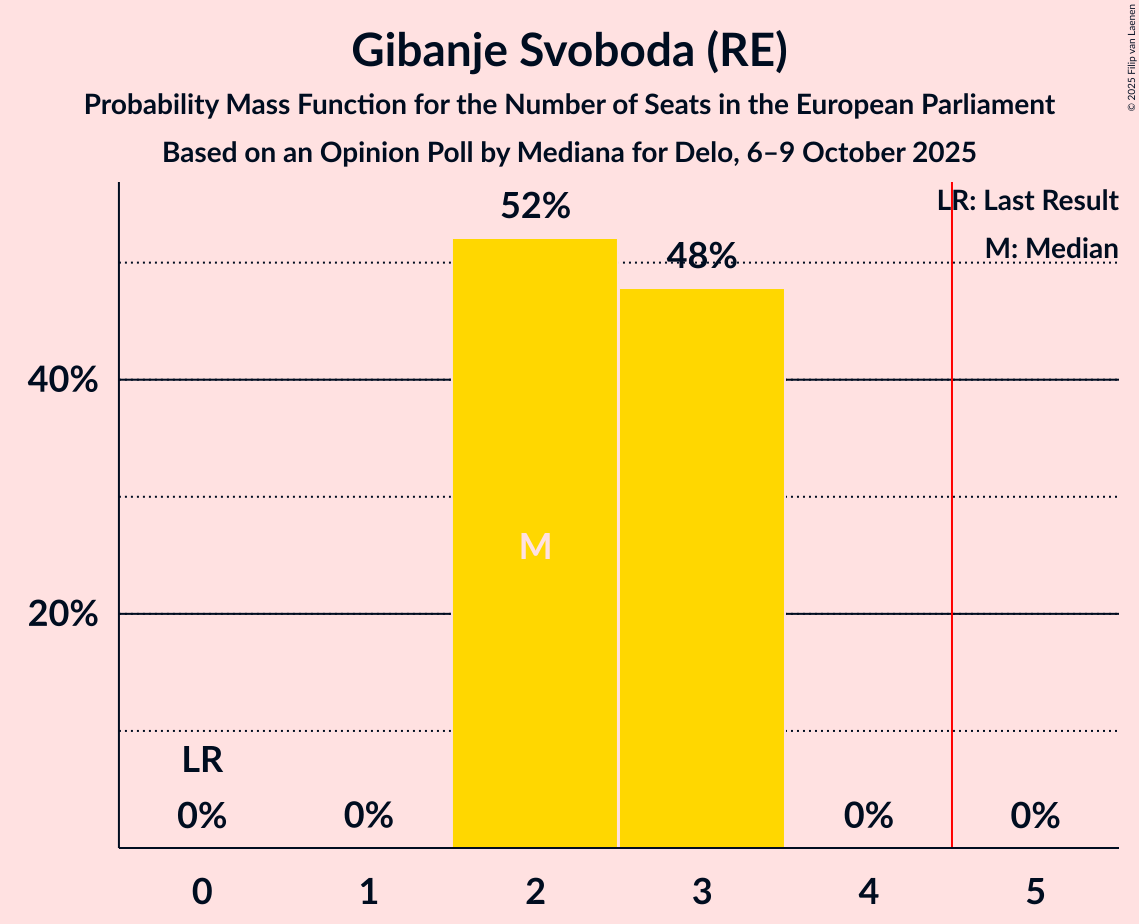 Gibanje Svoboda (RE)
Probability Mass Function for the Number of Seats in the European Parliament
Based on an Opinion Poll by Mediana for Delo, 6–9 October 2025
© 2025 Filip van Laenen
LR: Last Result
M: Median
52%
48%
40%
M
20%
LR
0%
0%
0%
0%
0
1
2
3
4
5